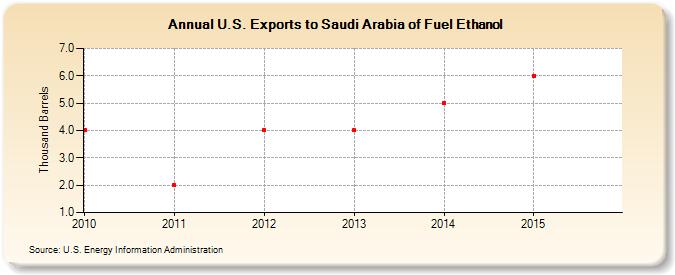 Annual U.S. Exports to Saudi Arabia of Fuel Ethanol
Thousand Barrels
7.0
6.0
5.0
4.0
3.0
2.0
1.0
2010 2011 2012 2013 2014 2015
Source: U.S. Energy Information Administration